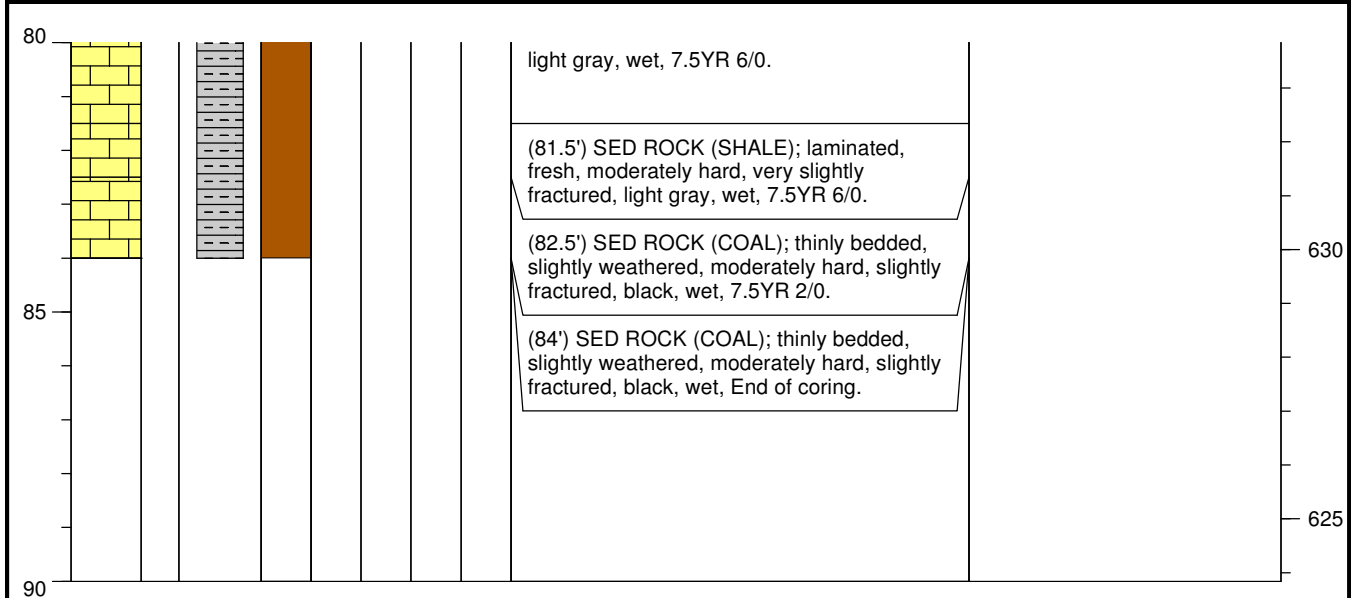 80
light gray, wet, 7.5YR 6/0.
(81.5') SED ROCK (SHALE); laminated,
fresh, moderately hard, very slightly
fractured, light gray, wet, 7.5YR 6/0.
(82.5') SED ROCK (COAL); thinly bedded,
slightly weathered, moderately hard, slightly
fractured, black, wet, 7.5YR 2/0.
630
85
(84') SED ROCK (COAL); thinly bedded,
slightly weathered, moderately hard, slightly
fractured, black, wet, End of coring.
625
90